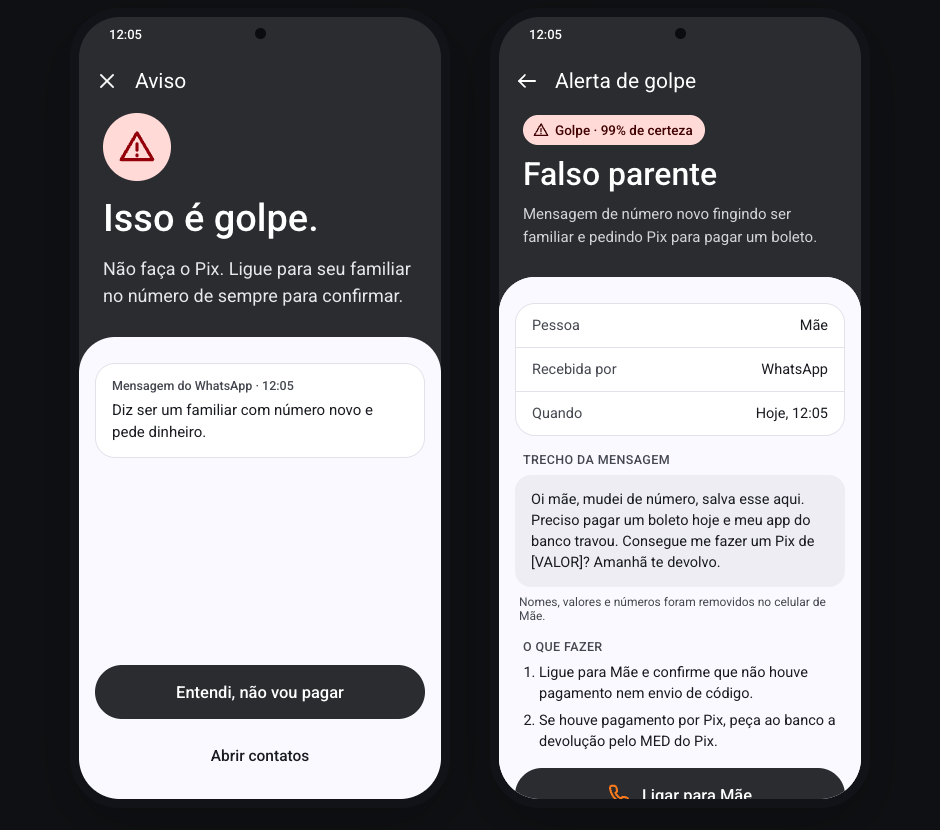 12:05
Aviso
Isso é golpe.
Não faça o Pix. Ligue para seu familiar
no número de sempre para confirmar.
Mensagem do WhatsApp · 12:05
Diz ser um familiar com número novo e
pede dinheiro.
Entendi, não vou pagar
Abrir contatos
12:05
Alerta de golpe
Golpe · 99% de certeza
Falso parente
Mensagem de número novo fingindo ser
familiar e pedindo Pix para pagar um boleto.
Pessoa Mãe
Recebida por WhatsApp
Quando Hoje, 12:05
TRECHO DA MENSAGEM
Oi mãe, mudei de número, salva esse aqui.
Preciso pagar um boleto hoje e meu app do
banco travou. Consegue me fazer um Pix de
[VALOR]? Amanhã te devolvo.
Nomes, valores e números foram removidos no celular de
Mãe.
O QUE FAZER
1. Ligue para Mãe e confirme que não houve
pagamento nem envio de código.
2. Se houve pagamento por Pix, peça ao banco a
devolução pelo MED do Pix.
Ligar para Mãe